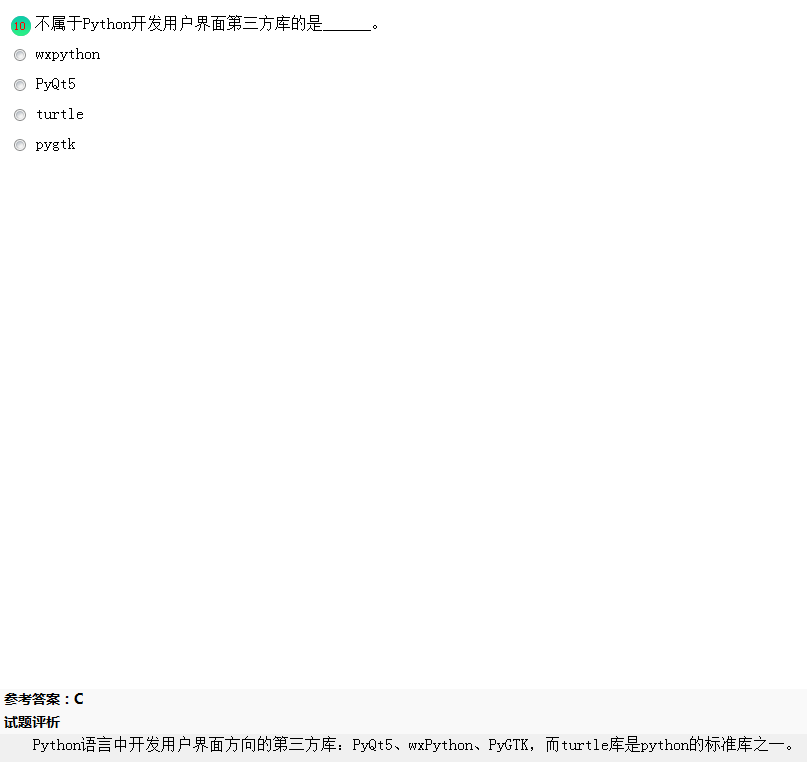 10 不属于Python开发用户界面第三方库的是______。
wxpython
PyQt5
turtle
pygtk
参考答案：C
试题评析
Python语言中开发用户界面方向的第三方库：PyQt5、wxPython、PyGTK，而turtle库是python的标准库之一。